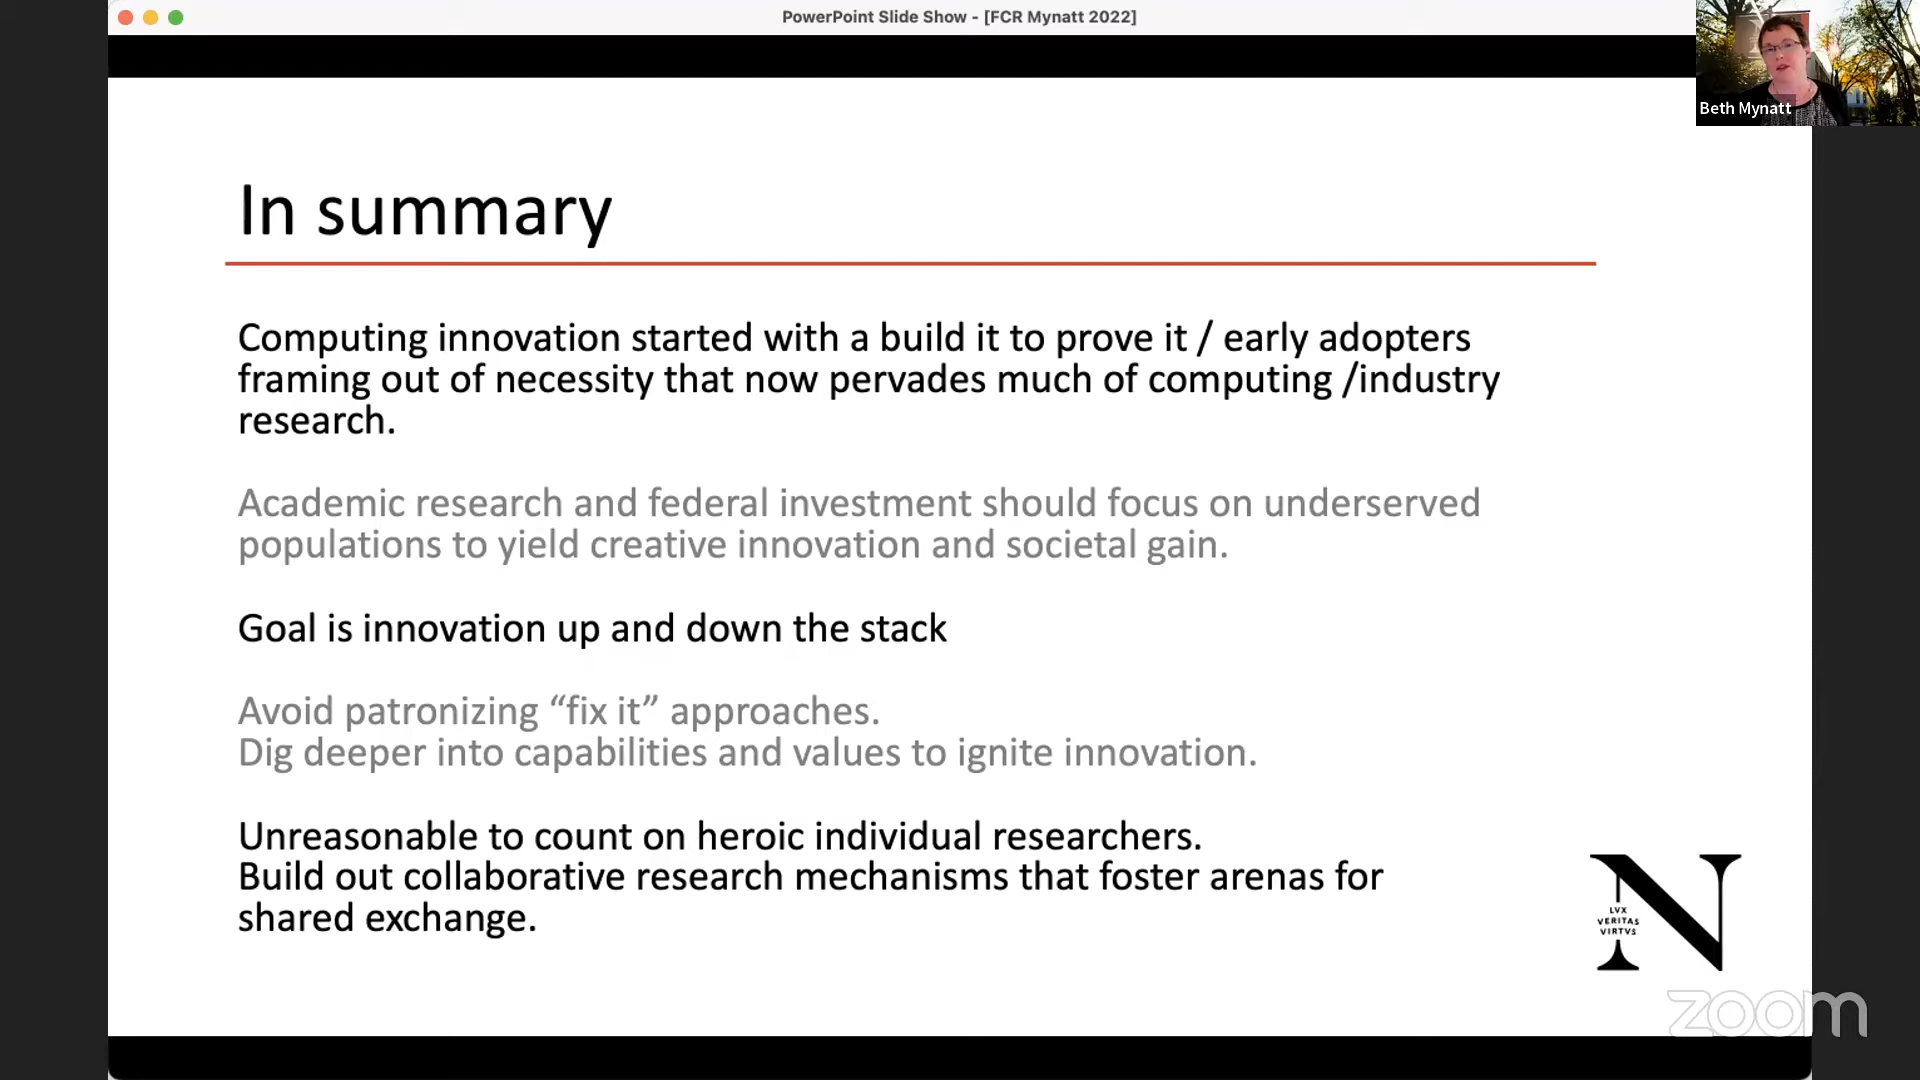 PowerPoint Slide Show - [FCR Mynatt 2022]
Beth Mynatt
In summary
Computing innovation started with a build it to prove it / early adopters
framing out of necessity that now pervades much of computing /industry
research.
Academic research and federal investment should focus on underserved
populations to yield creative innovation and societal gain.
Goal is innovation up and down the stack
Avoid patronizing “fix it” approaches.
Dig deeper into capabilities and values to ignite innovation.
Unreasonable to count on heroic individual researchers.
Build out collaborative research mechanisms that foster arenas for
shared exchange.
N
LVX
VERITAS
VIRTVS
zoom